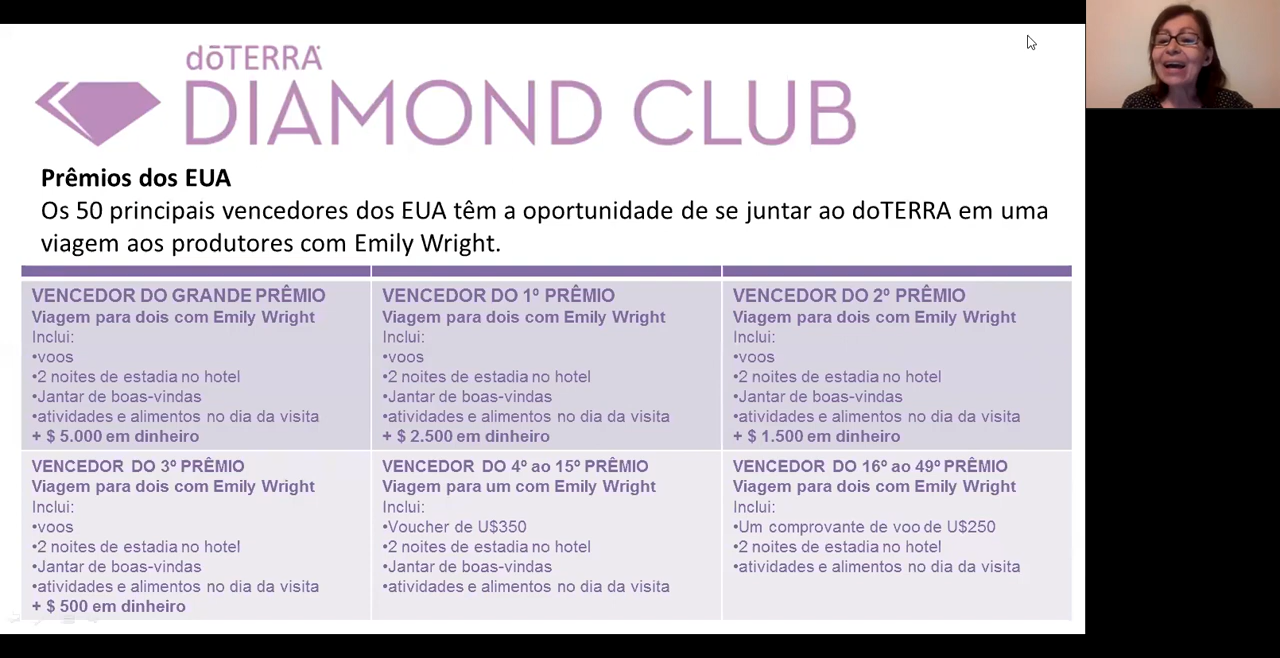 dōTERRA
DIAMOND CLUB
Prêmios dos EUA
Os 50 principais vencedores dos EUA têm a oportunidade de se juntar ao doTERRA em uma
viagem aos produtores com Emily Wright.
VENCEDOR DO GRANDE PRÊMIO
Viagem para dois com Emily Wright
Inclui:
•voos
•2 noites de estadia no hotel
•Jantar de boas-vindas
•atividades e alimentos no dia da visita
+ $ 5.000 em dinheiro
VENCEDOR DO 1º PRÊMIO
Viagem para dois com Emily Wright
Inclui:
•voos
•2 noites de estadia no hotel
•Jantar de boas-vindas
•atividades e alimentos no dia da visita
+ $ 2.500 em dinheiro
VENCEDOR DO 2º PRÊMIO
Viagem para dois com Emily Wright
Inclui:
•voos
•2 noites de estadia no hotel
•Jantar de boas-vindas
•atividades e alimentos no dia da visita
+ $ 1.500 em dinheiro
VENCEDOR DO 3º PRÊMIO
Viagem para dois com Emily Wright
Inclui:
•voos
•2 noites de estadia no hotel
•Jantar de boas-vindas
•atividades e alimentos no dia da visita
+ $ 500 em dinheiro
VENCEDOR DO 4º ao 15º PRÊMIO
Viagem para um com Emily Wright
Inclui:
•Voucher de U$350
•2 noites de estadia no hotel
•Jantar de boas-vindas
•atividades e alimentos no dia da visita
VENCEDOR DO 16º ao 49º PRÊMIO
Viagem para dois com Emily Wright
Inclui:
•Um comprovante de voo de U$250
•2 noites de estadia no hotel
•atividades e alimentos no dia da visita